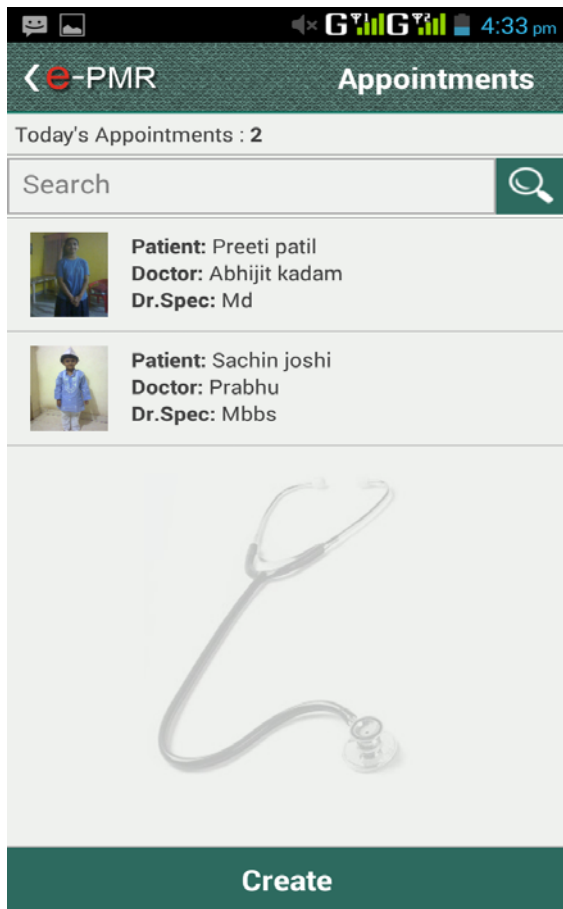 G G 4:33 pm
e-PMR Appointments
Today's Appointments : 2
Search
Patient: Preeti patil
Doctor: Abhijit kadam
Dr.Spec: Md
Patient: Sachin joshi
Doctor: Prabhu
Dr.Spec: Mbbs
Create